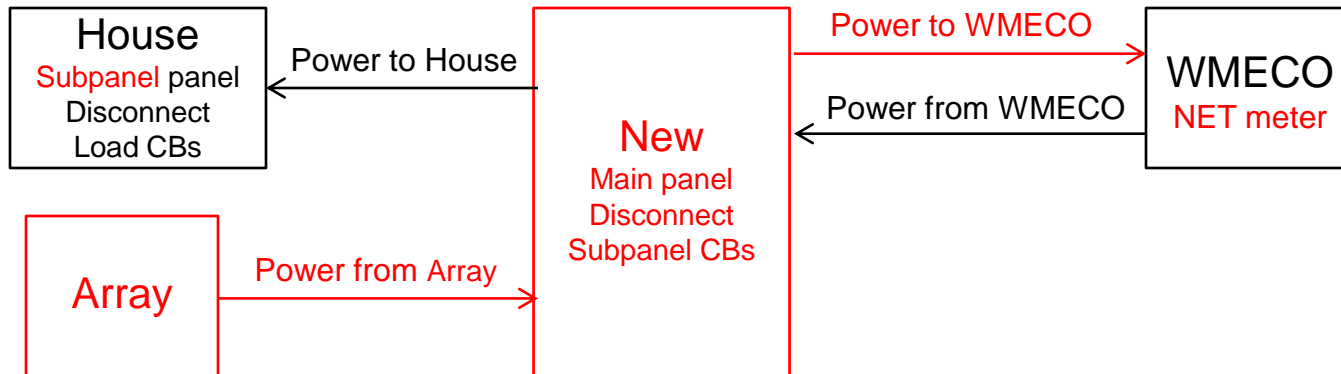 House
Subpanel panel
Disconnect
Load CBs
Power to House
Array
Power from Array
New
Main panel
Disconnect
Subpanel CBs
Power to WMECO
Power from WMECO
WMECO
NET meter